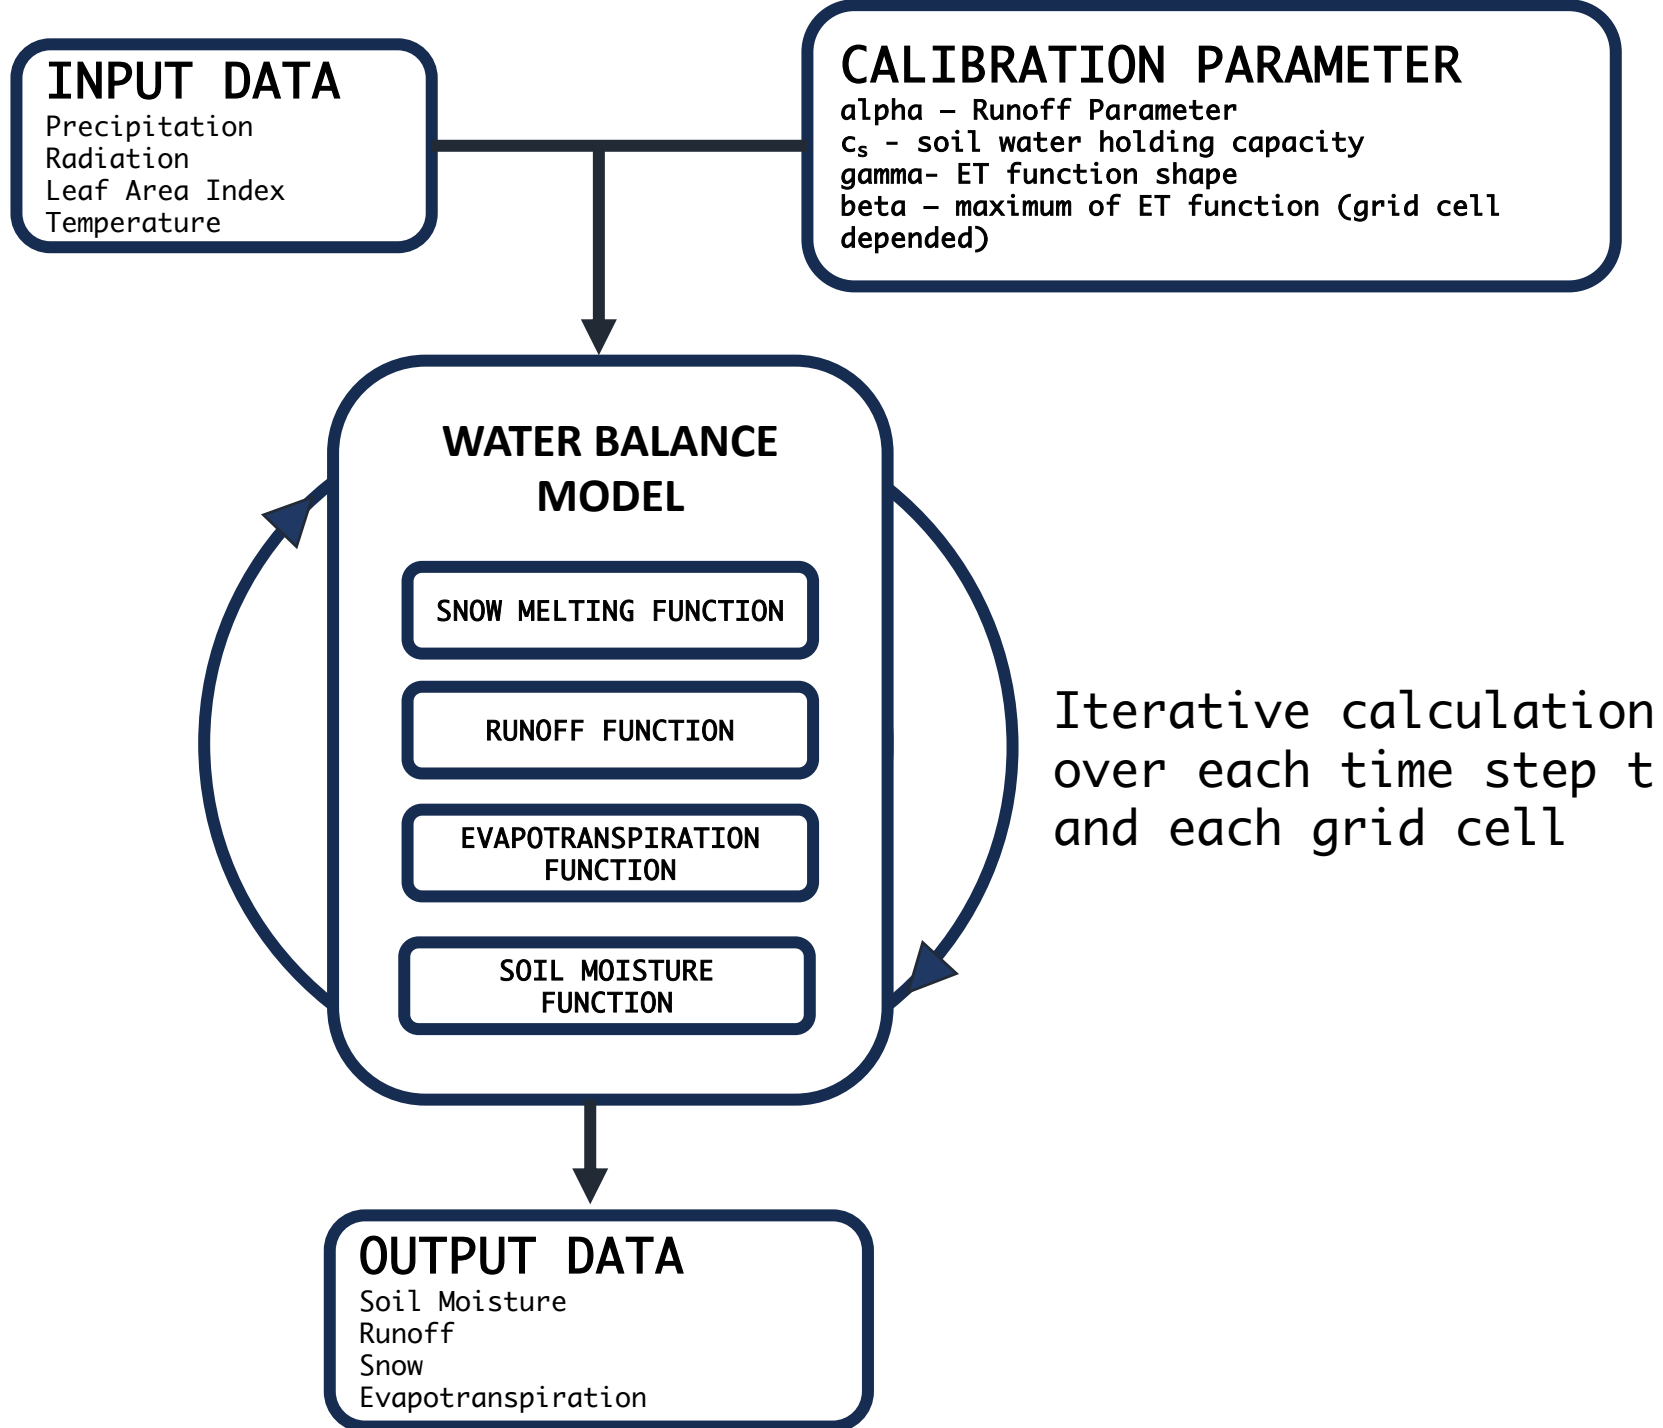 INPUT DATA
Precipitation
Radiation
Leaf Area Index
Temperature
CALIBRATION PARAMETER
alpha – Runoff Parameter
cₛ - soil water holding capacity
gamma- ET function shape
beta – maximum of ET function (grid cell
depended)
WATER BALANCE
MODEL
SNOW MELTING FUNCTION
RUNOFF FUNCTION
EVAPOTRANSPIRATION
FUNCTION
SOIL MOISTURE
FUNCTION
Iterative calculation
over each time step t
and each grid cell
OUTPUT DATA
Soil Moisture
Runoff
Snow
Evapotranspiration